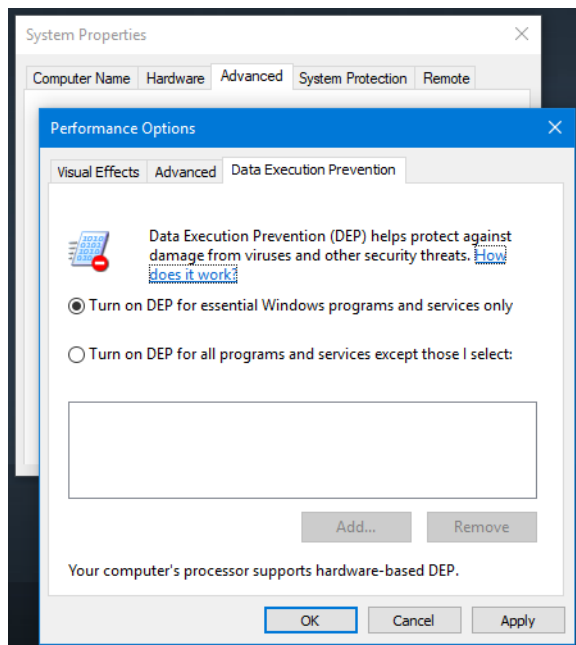 System Properties
Computer Name Hardware Advanced System Protection Remote
Performance Options
Visual Effects Advanced Data Execution Prevention
Data Execution Prevention (DEP) helps protect against
damage from viruses and other security threats. How
does it work?
Turn on DEP for essential Windows programs and services only
Turn on DEP for all programs and services except those I select:
Add... Remove
Your computer's processor supports hardware-based DEP.
OK Cancel Apply